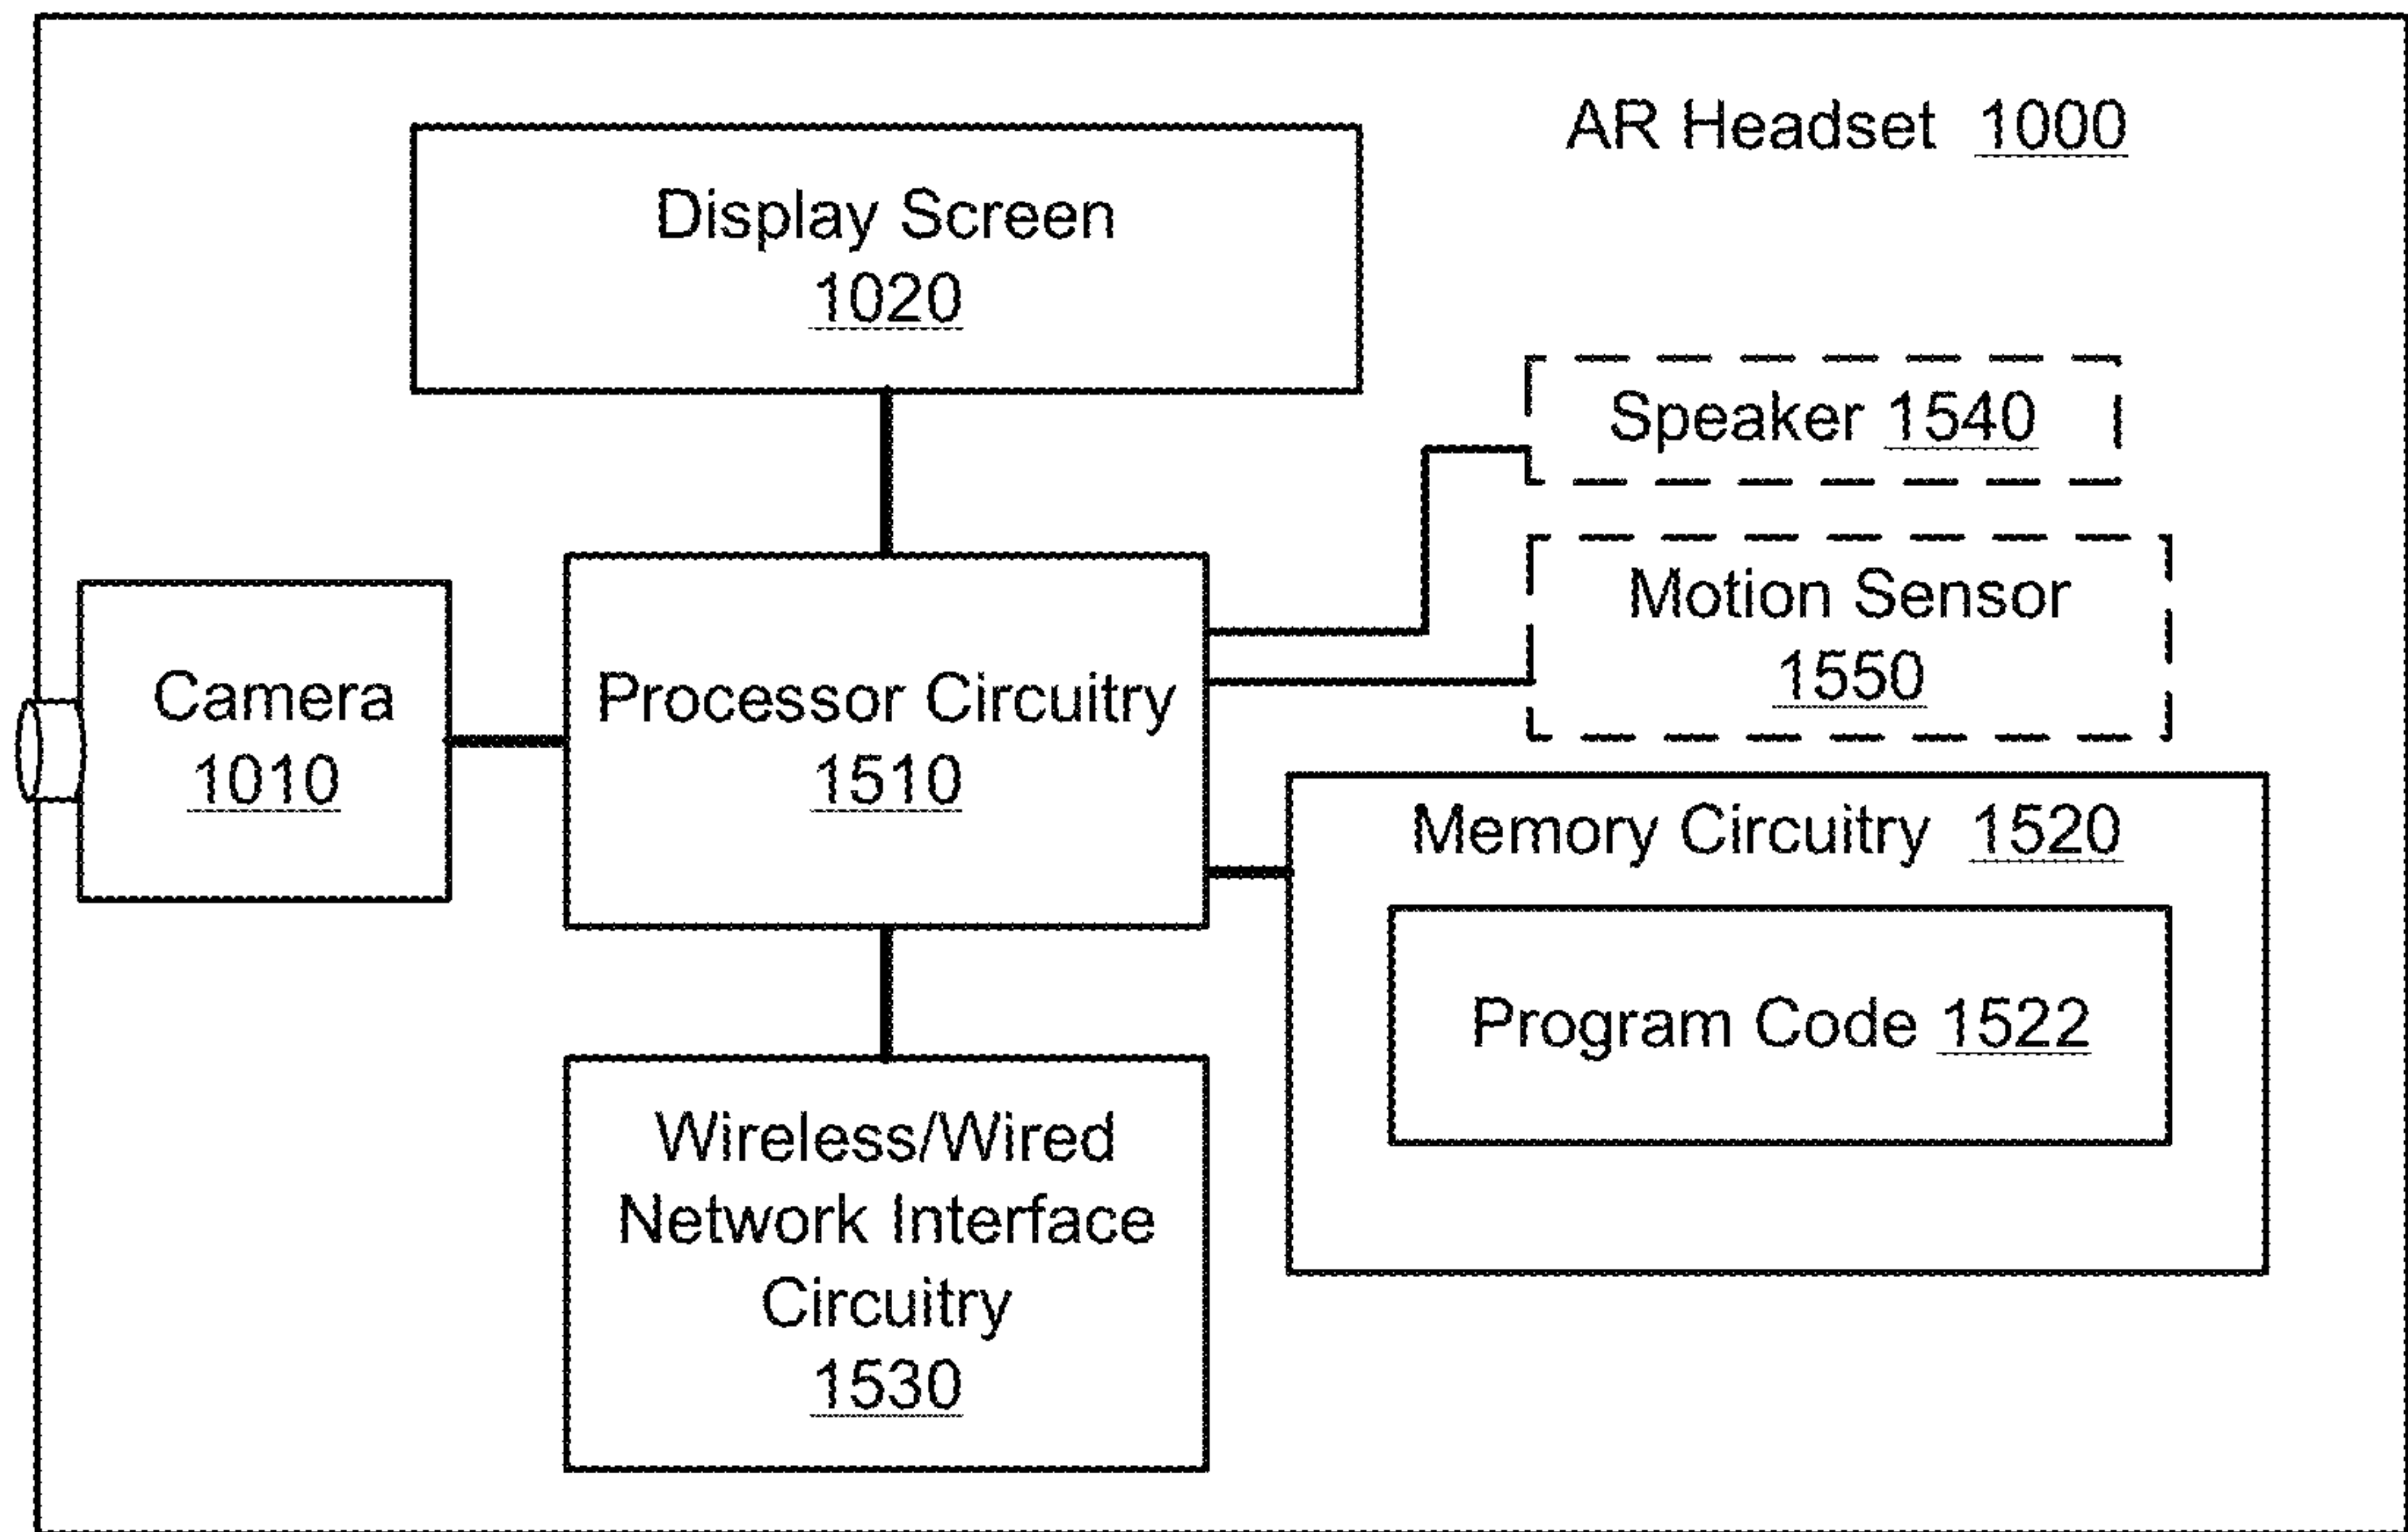 AR Headset 1000
Display Screen
1020
Speaker 1540
Motion Sensor
1550
Camera
1010
Processor Circuitry
1510
Memory Circuitry 1520
Program Code 1522
Wireless/Wired
Network Interface
Circuitry
1530